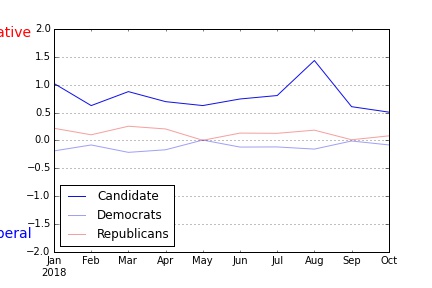 ative
2.0
1.5
1.0
0.5
0.0
−0.5
−1.0
−1.5
−2.0
peral
Candidate
Democrats
Republicans
Jan Feb Mar Apr May Jun Jul Aug Sep Oct
2018